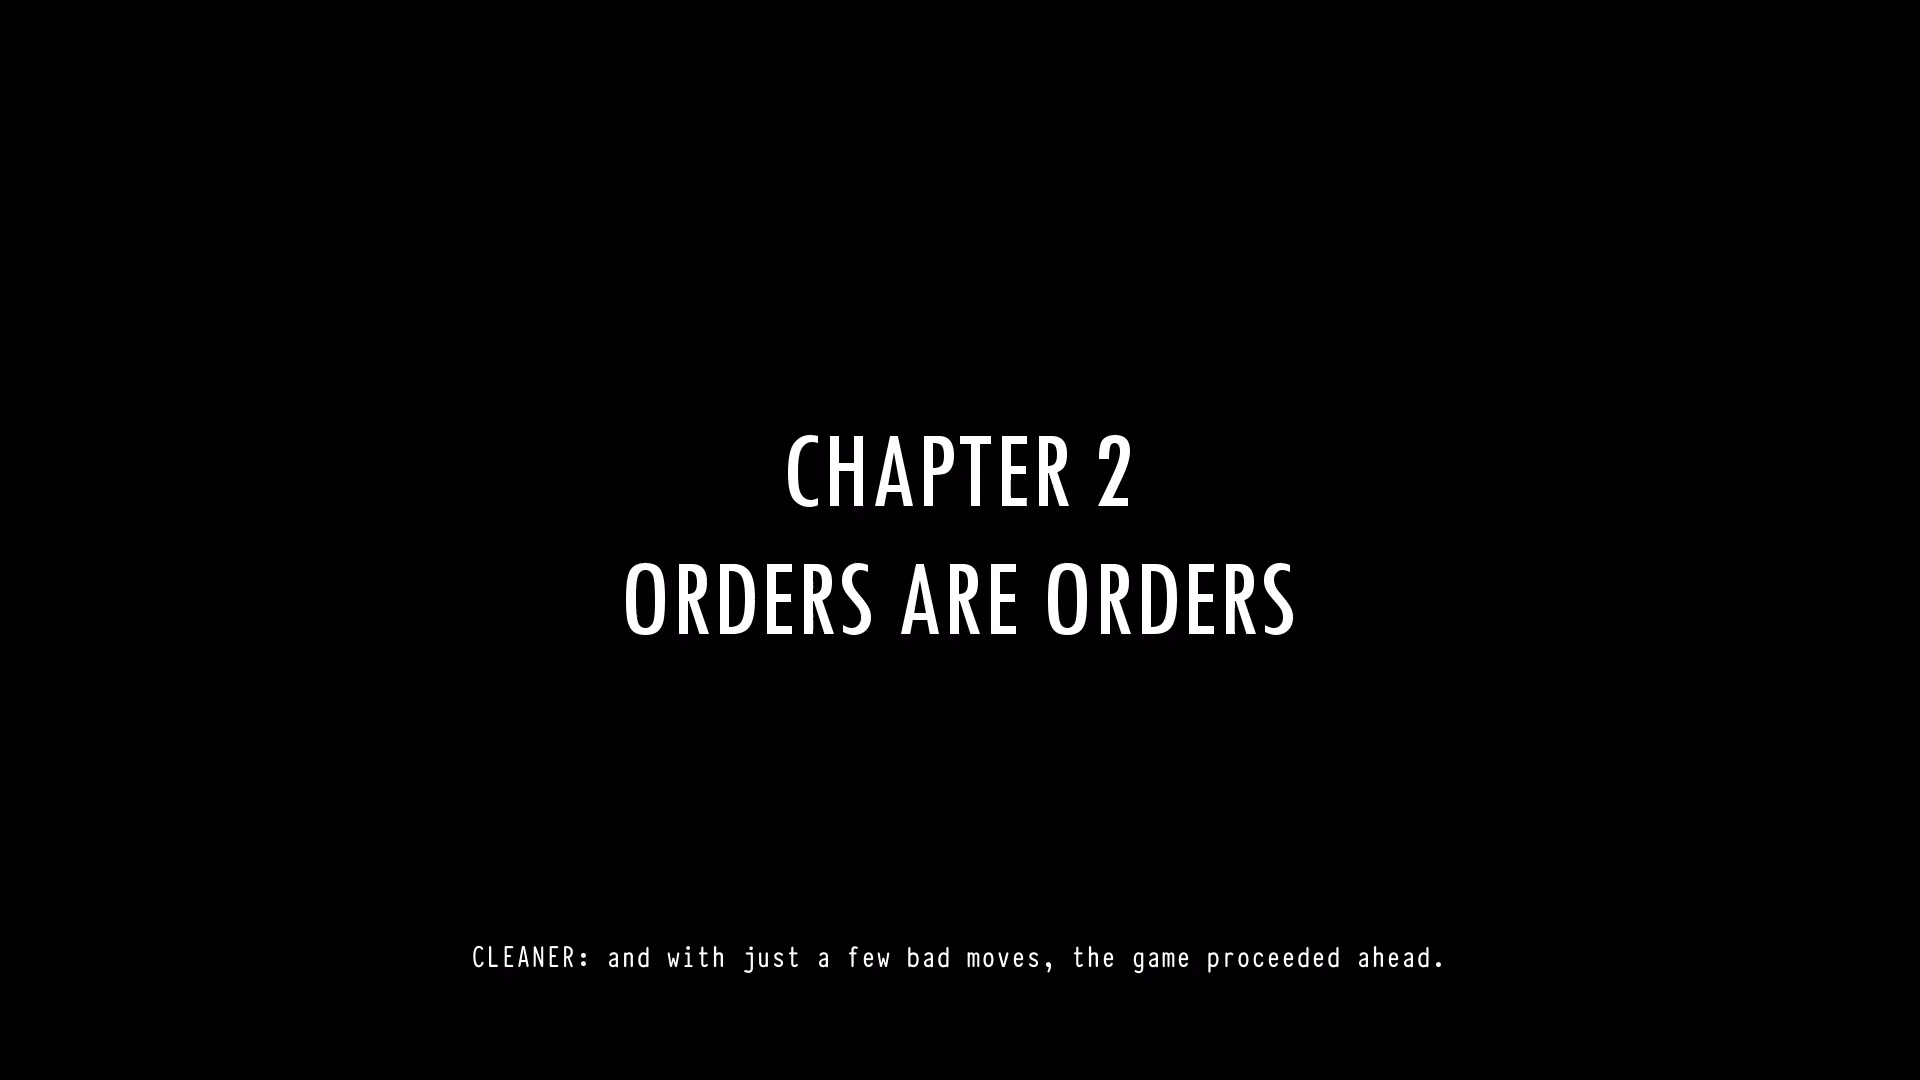 CHAPTER 2
ORDERS ARE ORDERS
CLEANER: and with just a few bad moves, the game proceeded ahead.